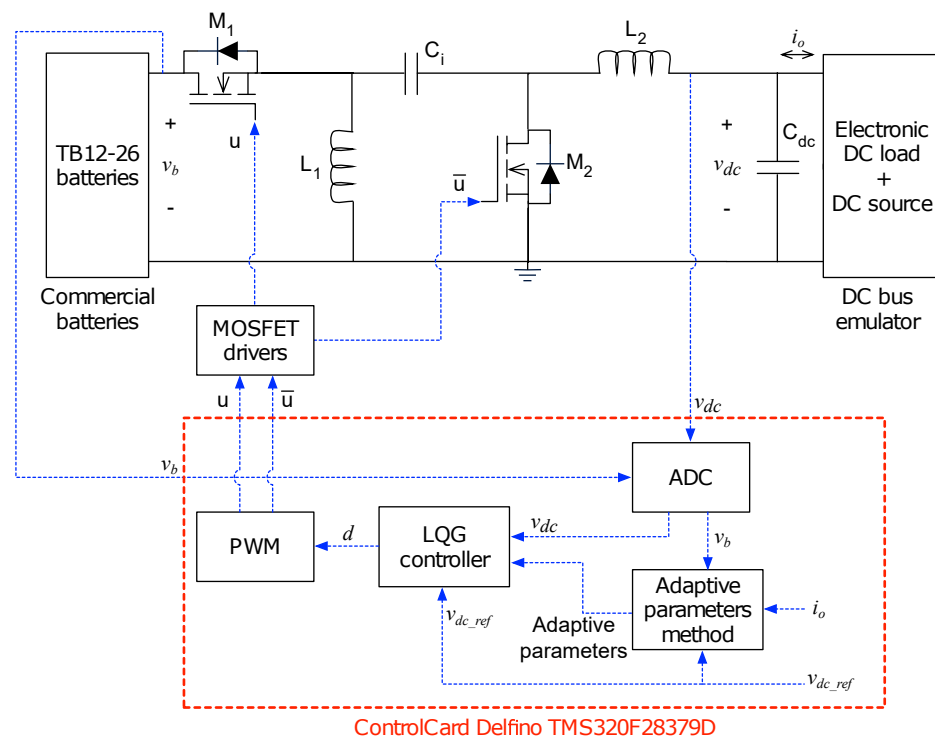 M1
Ci
L2
io
TB12-26
batteries
+
vb
-
u
L1
ū
M2
+
vdc
-
Cdc
Electronic
DC load
+
DC source
Commercial
batteries
DC bus
emulator
MOSFET
drivers
u
ū
vdc
vb
ADC
PWM
d
LQG
controller
vdc
vb
Adaptive
parameters
method
io
vdc_ref
Adaptive
parameters
vdc_ref
ControlCard Delfino TMS320F28379D